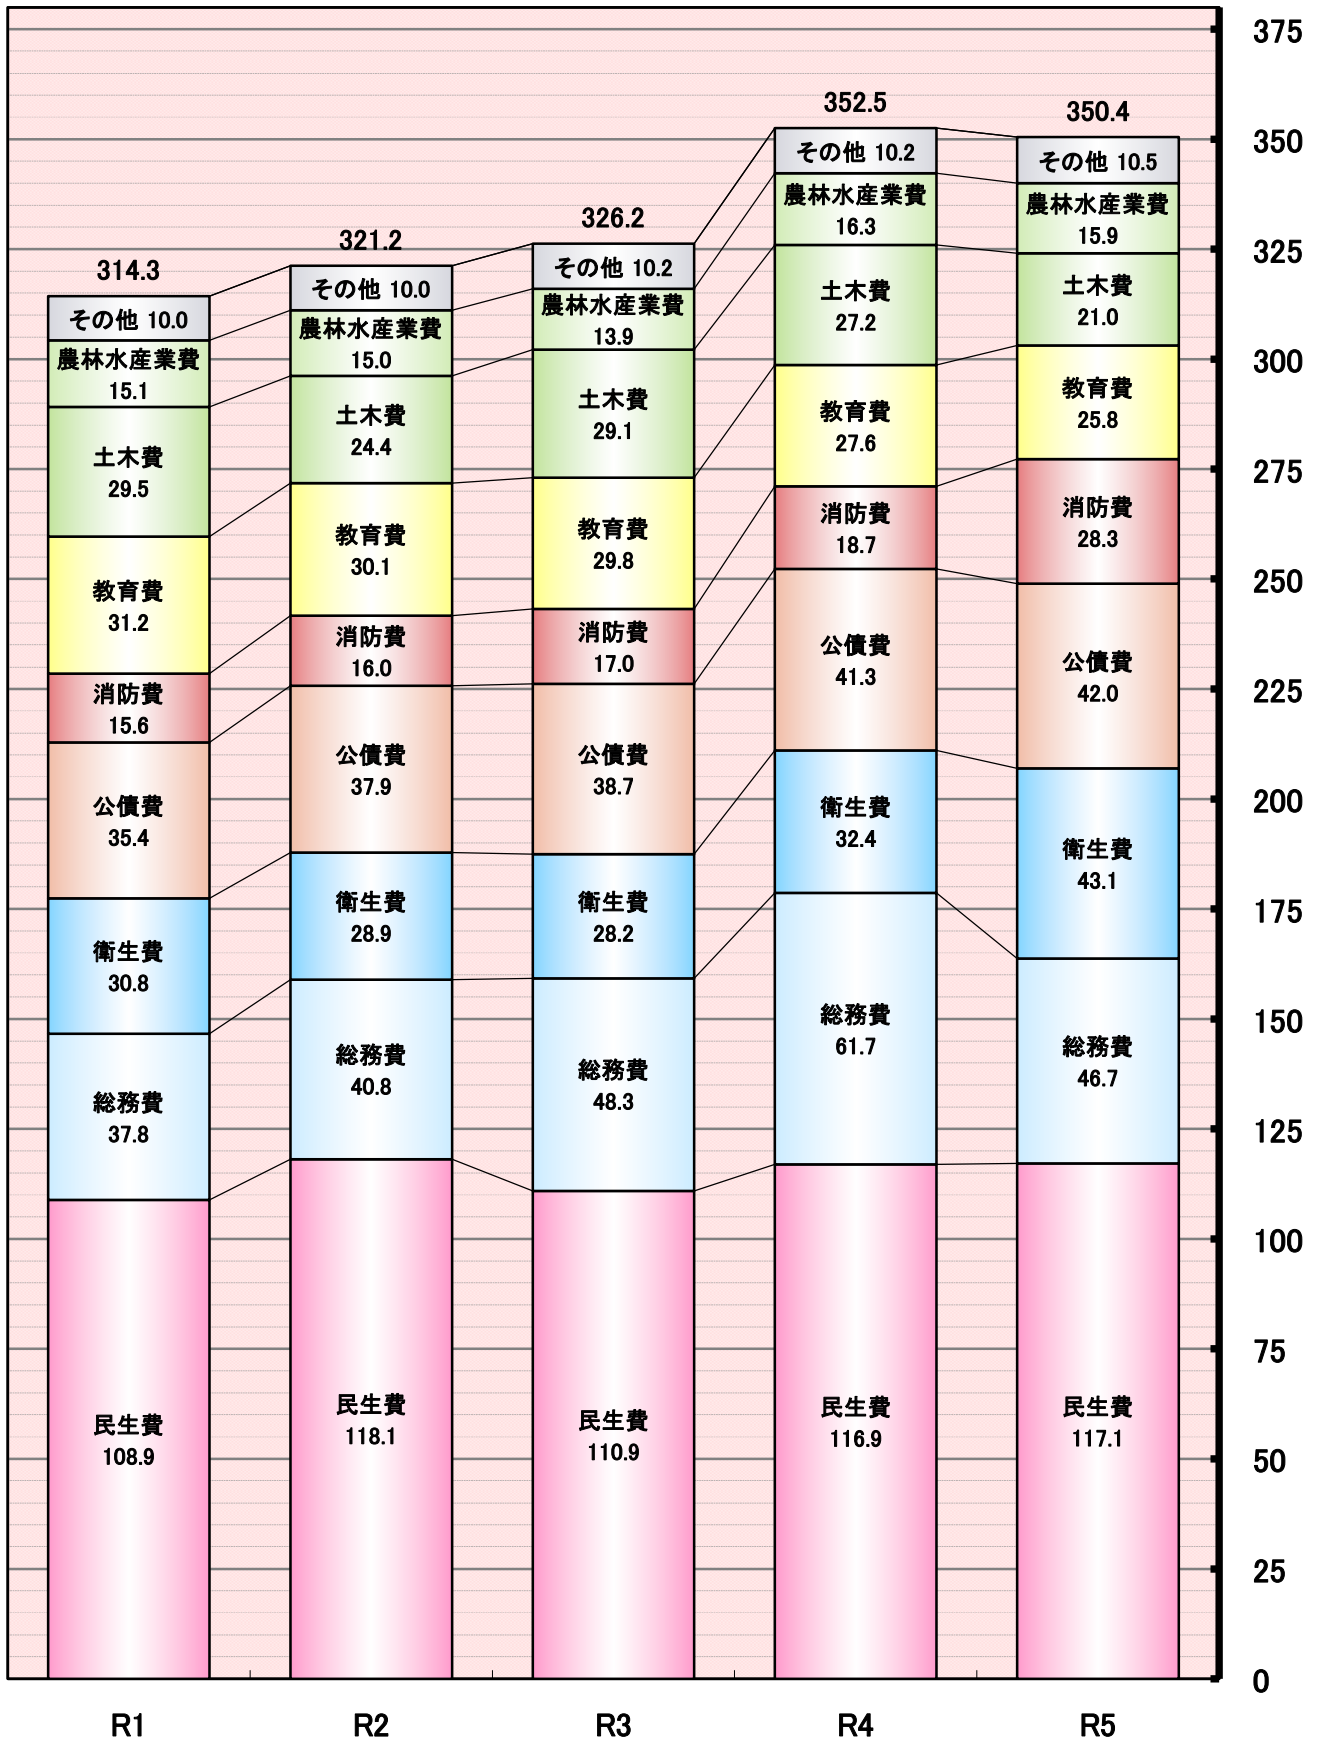 314.3
その他 10.0
農林水産業費
15.1
土木費
29.5
教育費
31.2
消防費
15.6
公債費
35.4
衛生費
30.8
総務費
37.8
民生費
108.9
R1
321.2
その他 10.0
農林水産業費
15.0
土木費
24.4
教育費
30.1
消防費
16.0
公債費
37.9
衛生費
28.9
総務費
40.8
民生費
118.1
R2
326.2
その他 10.2
農林水産業費
13.9
土木費
29.1
教育費
29.8
消防費
17.0
公債費
38.7
衛生費
28.2
総務費
48.3
民生費
110.9
R3
352.5
その他 10.2
農林水産業費
16.3
土木費
27.2
教育費
27.6
消防費
18.7
公債費
41.3
衛生費
32.4
総務費
61.7
民生費
116.9
R4
350.4
その他 10.5
農林水産業費
15.9
土木費
21.0
教育費
25.8
消防費
28.3
公債費
42.0
衛生費
43.1
総務費
46.7
民生費
117.1
R5
375
350
325
300
275
250
225
200
175
150
125
100
75
50
25
0